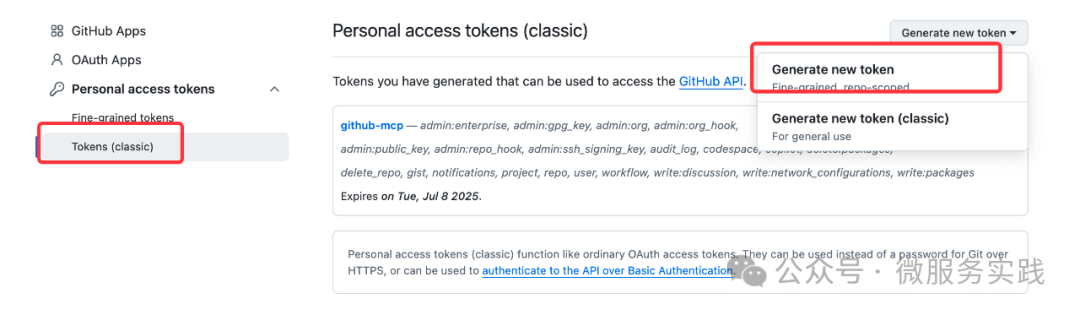 GitHub Apps
OAuth Apps
Personal access tokens
Fine-grained tokens
Tokens (classic)
Personal access tokens (classic)
Generate new token
Tokens you have generated that can be used to access the GitHub API.
Generate new token
Fine-grained, repo-scoped
Generate new token (classic)
For general use
github-mcp — admin:enterprise, admin:gpg_key, admin:org, admin:org_hook,
admin:public_key, admin:repo_hook, admin:ssh_signing_key, audit_log, codespace, copilot, delete:packages,
delete_repo, gist, notifications, project, repo, user, workflow, write:discussion, write:network_configurations, write:packages
Expires on Tue, Jul 8 2025.
Personal access tokens (classic) function like ordinary OAuth access tokens. They can be used instead of a password for Git over
HTTPS, or can be used to authenticate to the API over Basic Authentication.
公众号 · 微服务实践